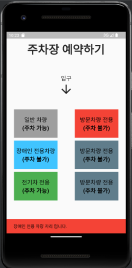 주차장 예약하기
입구
일반 차량
(주차 가능)
방문차량 전용
(주차 불가)
장애인 전용차량
(주차 불가)
방문차량 전용
(주차 불가)
전기차 전용
(주차 가능)
방문차량 전용
(주차 불가)